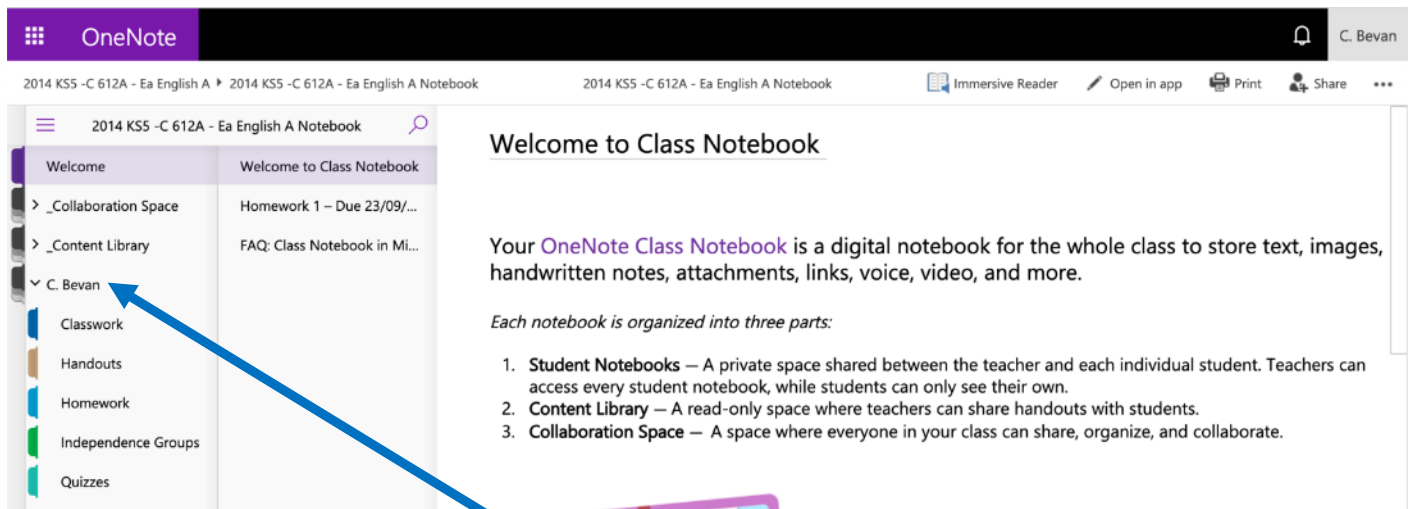 OneNote
C. Bevan
2014 KS5 -C 612A - Ea English A ▸ 2014 KS5 -C 612A - Ea English A Notebook
2014 KS5 -C 612A - Ea English A Notebook
Immersive Reader
Open in app
Print
Share
2014 KS5 -C 612A - Ea English A Notebook
Welcome
_Collaboration Space
_Content Library
C. Bevan
Classwork
Handouts
Homework
Independence Groups
Quizzes
Welcome to Class Notebook
Homework 1 – Due 23/09/...
FAQ: Class Notebook in Mi...
Welcome to Class Notebook
Your OneNote Class Notebook is a digital notebook for the whole class to store text, images,
handwritten notes, attachments, links, voice, video, and more.
Each notebook is organized into three parts:
1. Student Notebooks — A private space shared between the teacher and each individual student. Teachers can
access every student notebook, while students can only see their own.
2. Content Library — A read-only space where teachers can share handouts with students.
3. Collaboration Space — A space where everyone in your class can share, organize, and collaborate.